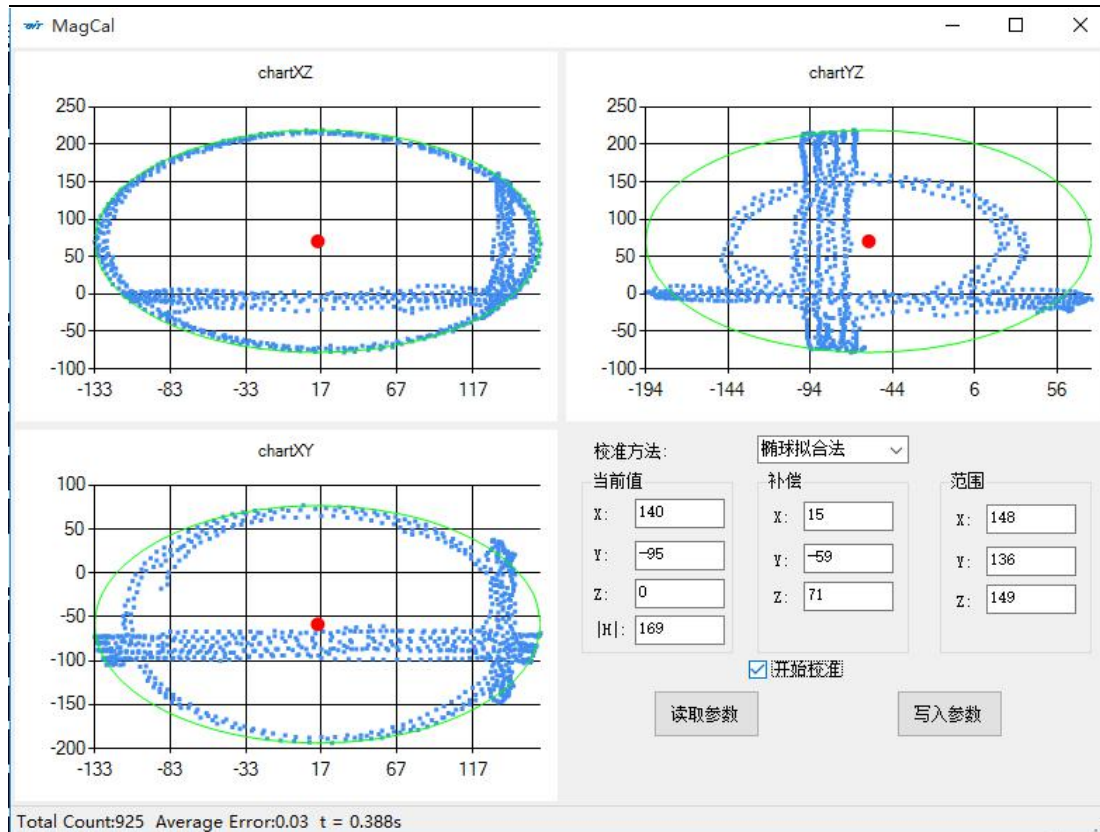 MagCal
chartXZ
250
200
150
100
50
0
-50
-100
-133 -83 -33 17 67 117
chartYZ
250
200
150
100
50
0
-50
-100
-194 -144 -94 -44 6 56
chartXY
100
50
0
-50
-100
-150
-200
-133 -83 -33 17 67 117
校准方法: 椭球拟合法
当前值 补偿 范围
X: 140 X: 15 X: 148
Y: -95 Y: -59 Y: 136
Z: 0 Z: 71 Z: 149
|H|: 169
开始校准
读取参数 写入参数
Total Count:925 Average Error:0.03 t = 0.388s